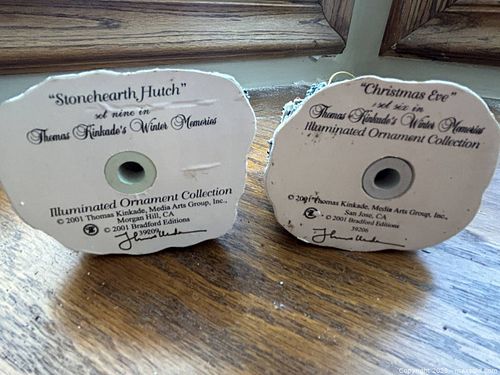 "Stonehearth Hutch"
set nine in
Thomas Kinkade's Winter Memories
Illuminated Ornament Collection
© 2001 Thomas Kinkade, Media Arts Group, Inc.,
Morgan Hill, CA
© 2001 Bradford Editions
"Christmas Eve"
set six in
Thomas Kinkade's Winter Memories
Illuminated Ornament Collection
© 2001 Thomas Kinkade, Media Arts Group, Inc.,
San Jose, CA
© 2001 Bradford Editions
39206